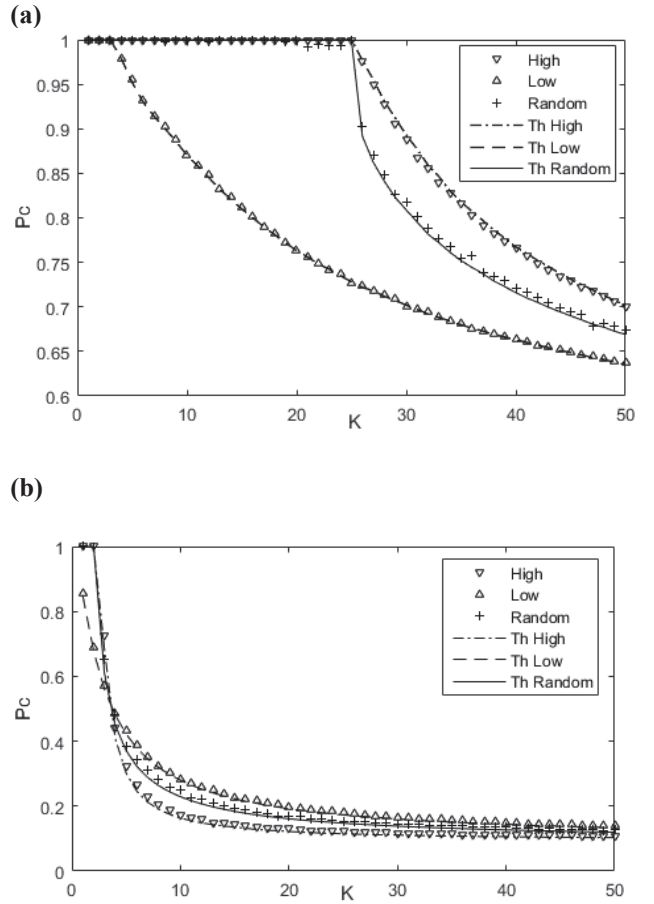 (a)
1
0.95
0.9
0.85
0.8
0.75
0.7
0.65
0.6
Pc
0
10
20
30
40
50
K
High
Low
Random
Th High
Th Low
Th Random
(b)
1
0.8
0.6
0.4
0.2
0
Pc
0
10
20
30
40
50
K
High
Low
Random
Th High
Th Low
Th Random